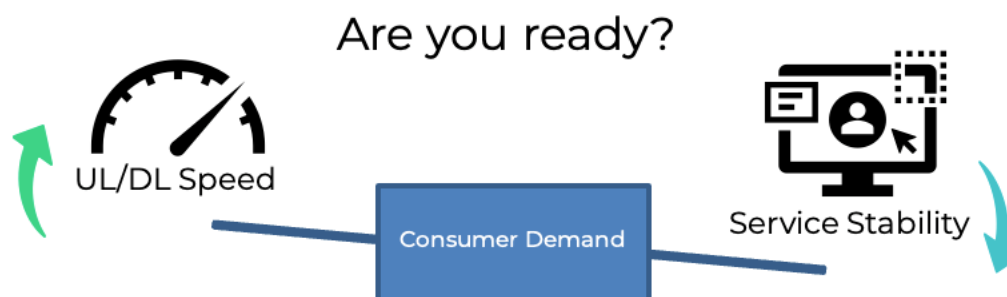 Are you ready?
UL/DL Speed
Service Stability
Consumer Demand